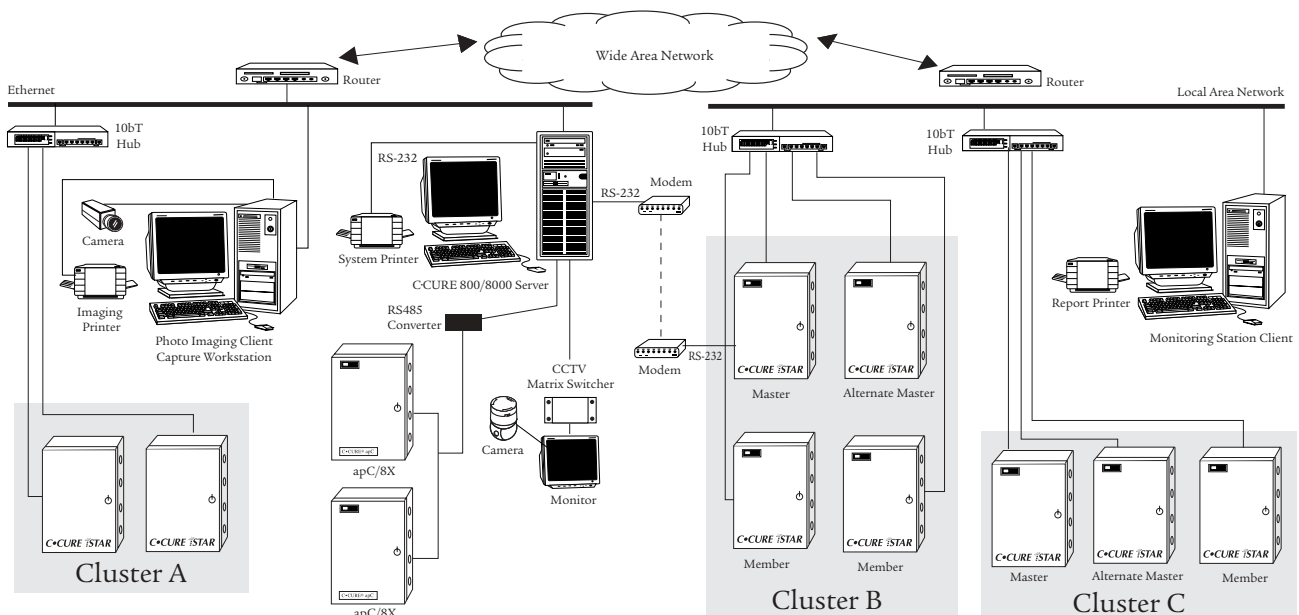 Wide Area Network
Router
Router
Ethernet
Local Area Network
10bT
Hub
10bT
Hub
10bT
Hub
RS-232
RS-232
Modem
Camera
System Printer
C•CURE 800/8000 Server
Imaging
Printer
Photo Imaging Client
Capture Workstation
RS485
Converter
Report Printer
Monitoring Station Client
Modem
RS-232
CCTV
Matrix Switcher
C•CURE iSTAR
C•CURE iSTAR
Master
Alternate Master
C•CURE® apC
apC/8X
Camera
Monitor
C•CURE iSTAR
C•CURE iSTAR
Cluster A
C•CURE iSTAR
C•CURE iSTAR
Member
Member
Cluster B
C•CURE iSTAR
C•CURE iSTAR
C•CURE iSTAR
Master
Alternate Master
Member
Cluster C
C•CURE® apC
apC/8X